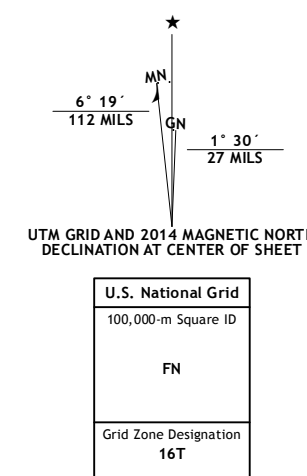 MN
6° 19´
112 MILS
GN
1° 30´
27 MILS
UTM GRID AND 2014 MAGNETIC NORT
DECLINATION AT CENTER OF SHEET
U.S. National Grid
100,000-m Square ID
FN
Grid Zone Designation
16T